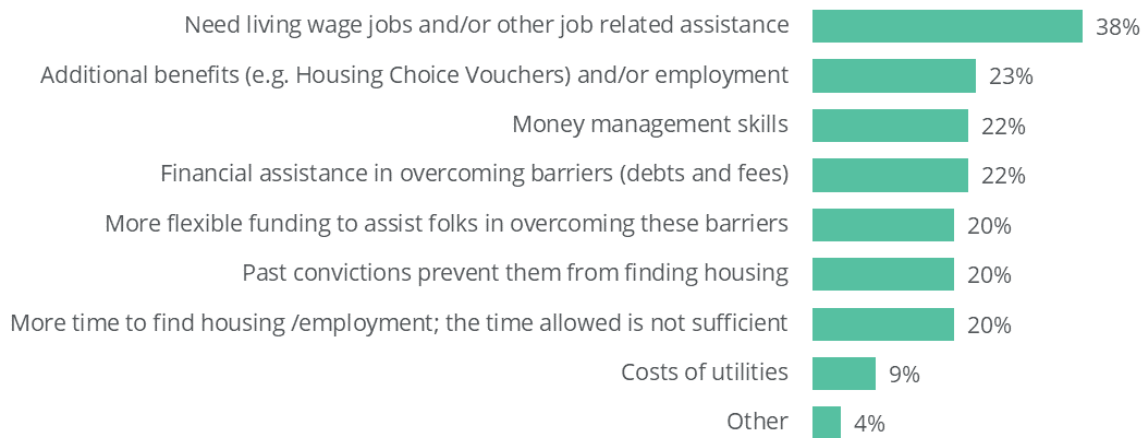 Need living wage jobs and/or other job related assistance 38%
Additional benefits (e.g. Housing Choice Vouchers) and/or employment 23%
Money management skills 22%
Financial assistance in overcoming barriers (debts and fees) 22%
More flexible funding to assist folks in overcoming these barriers 20%
Past convictions prevent them from finding housing 20%
More time to find housing /employment; the time allowed is not sufficient 20%
Costs of utilities 9%
Other 4%